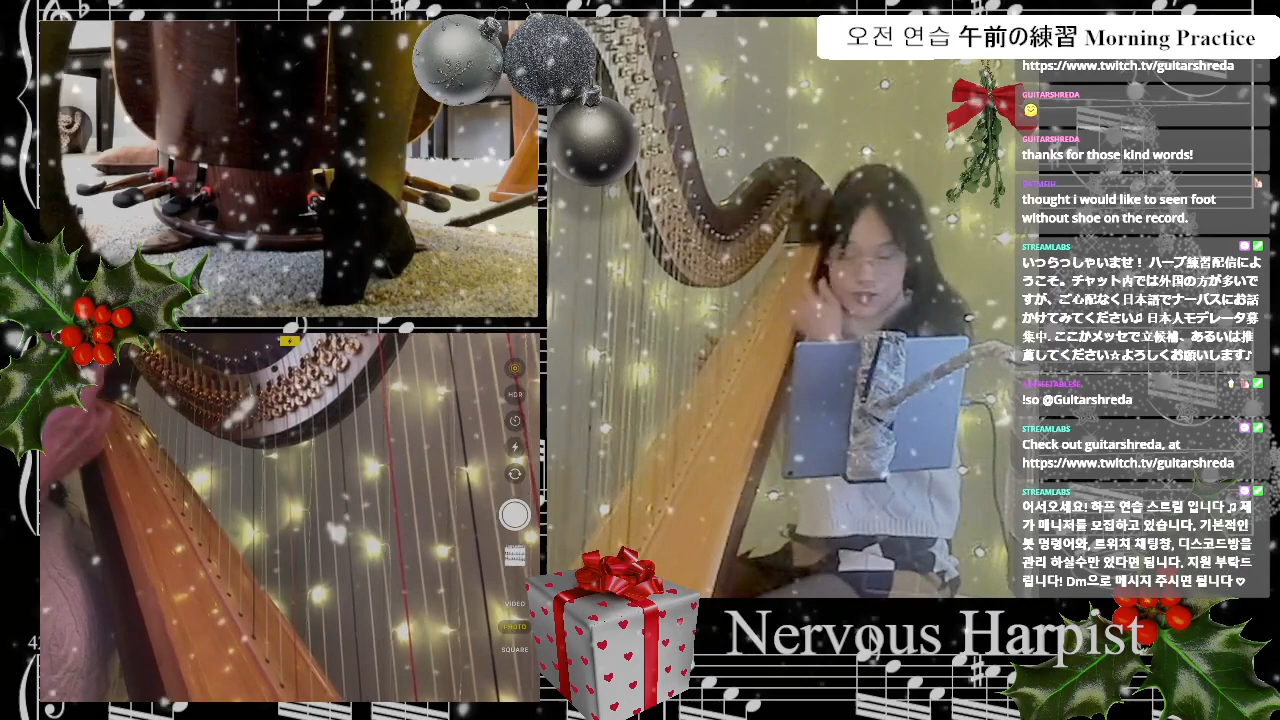 오전 연습 午前の練習 Morning Practice
https://www.twitch.tv/guitarshreda
GUITARSHREDA
GUITARSHREDA
thanks for those kind words!
thought i would like to seen foot
without shoe on the record.
STREAMLABS
いつらつしやいませ！ ハープ練習配信によ
うこそ。チャット内では外国の方が多いで
すが、ご心配なく日本語でナーバスにお話
かけてみてください♫ 日本人モデレータ募
集中. ここかメッセで立候補、あるいは推
薦してください☆よろしくお願いします♪
!so @Guitarshreda
STREAMLABS
Check out guitarshreda, at
https://www.twitch.tv/guitarshreda
STREAMLABS
어서오세요! 하프 연습 스트림 입니다 ♫ 제
가 매니저를 모집하고 있습니다. 기본적인
봇 명령어와, 트위치 채팅창, 디스코드방을
관리 하실수만 있다면 됩니다. 지원 부탁드
립니다! Dm으로 메시지 주시면 됩니다 ♡
HDR
VIDEO
PHOTO
SQUARE
Nervous Harpist